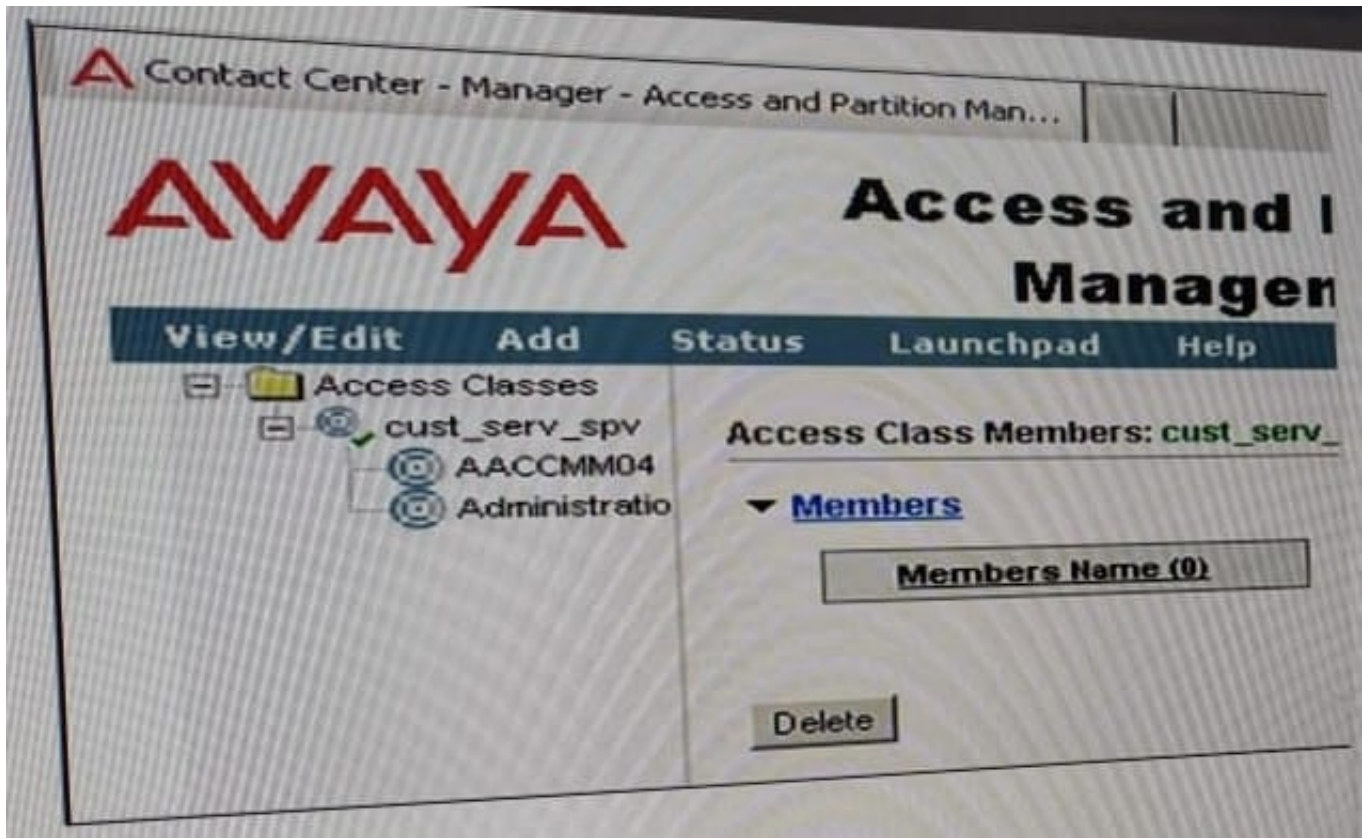 Contact Center - Manager - Access and Partition Man...
AVAYA
Access and
Managem
View/Edit Add Status Launchpad Help
Access Classes
cust_serv_spv
AACCMM04
Administratio
Access Class Members: cust_serv_
Members
Members Name (0)
Delete